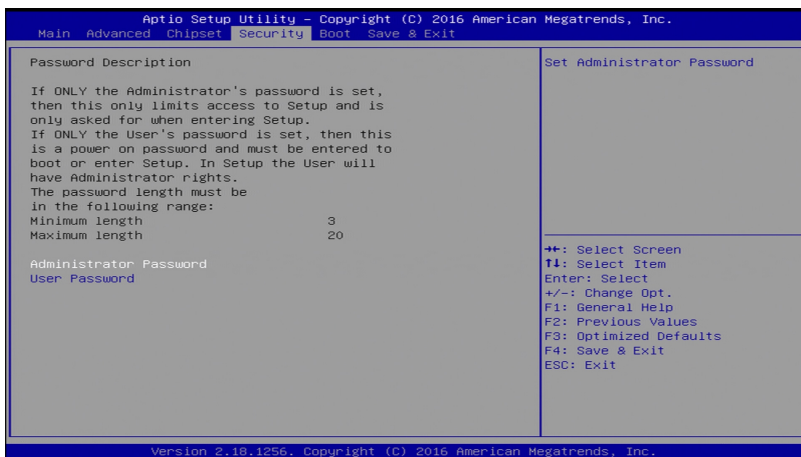 Aptio Setup Utility – Copyright (C) 2016 American Megatrends, Inc.
Main Advanced Chipset Security Boot Save & Exit
Password Description
If ONLY the Administrator's password is set,
then this only limits access to Setup and is
only asked for when entering Setup.
If ONLY the User's password is set, then this
is a power on password and must be entered to
boot or enter Setup. In Setup the User will
have Administrator rights.
The password length must be
in the following range:
Minimum length 3
Maximum length 20
Administrator Password
User Password
Set Administrator Password
→←: Select Screen
↑↓: Select Item
Enter: Select
+/-: Change Opt.
F1: General Help
F2: Previous Values
F3: Optimized Defaults
F4: Save & Exit
ESC: Exit
Version 2.18.1256. Copyright (C) 2016 American Megatrends, Inc.